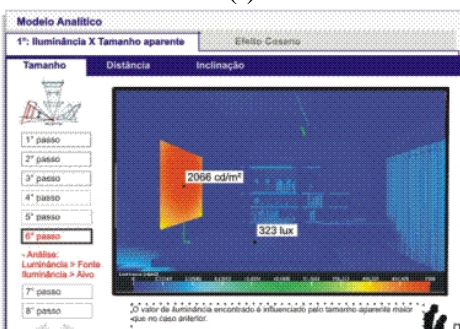 Modelo Analítico
1º: Iluminância X Tamanho aparente
Efeito Coseno
Tamanho
Distância
Inclinação
1º passo
2º passo
3º passo
4º passo
5º passo
6º passo
- Análise:
Luminância > Fonte
Iluminância > Alvo
7º passo
8º passo
2066 cd/m²
323 lux
O valor de iluminância encontrado é influenciado pelo tamanho aparente maior
que no caso anterior.